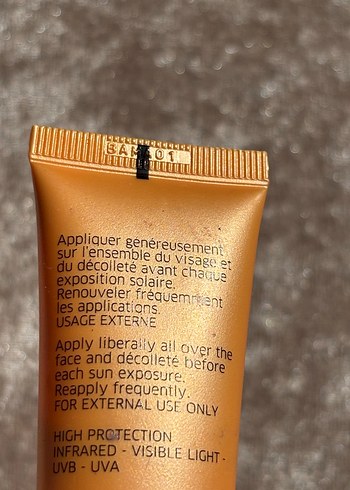 Appliquer généreusement
sur l'ensemble du visage et
du décolleté avant chaque
exposition solaire.
Renouveler fréquemment
les applications.
USAGE EXTERNE
Apply liberally all over the
face and décolleté before
each sun exposure.
Reapply frequently.
FOR EXTERNAL USE ONLY
HIGH PROTECTION
INFRARED - VISIBLE LIGHT -
UVB - UVA